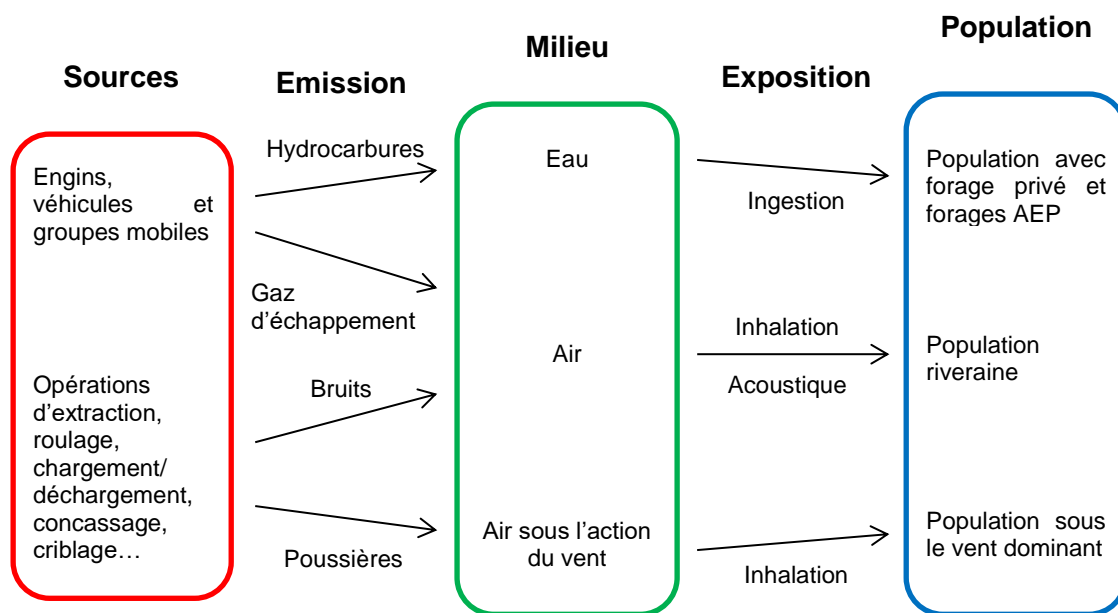 Sources
Emission
Milieu
Exposition
Population
Engins,
véhicules et
groupes mobiles
Opérations
d'extraction,
roulage,
chargement/
déchargement,
concassage,
criblage…
Hydrocarbures
Gaz
d'échappement
Bruits
Poussières
Eau
Air
Air sous l'action
du vent
Ingestion
Inhalation
Acoustique
Inhalation
Population avec
forage privé et
forages AEP
Population
riveraine
Population sous
le vent dominant